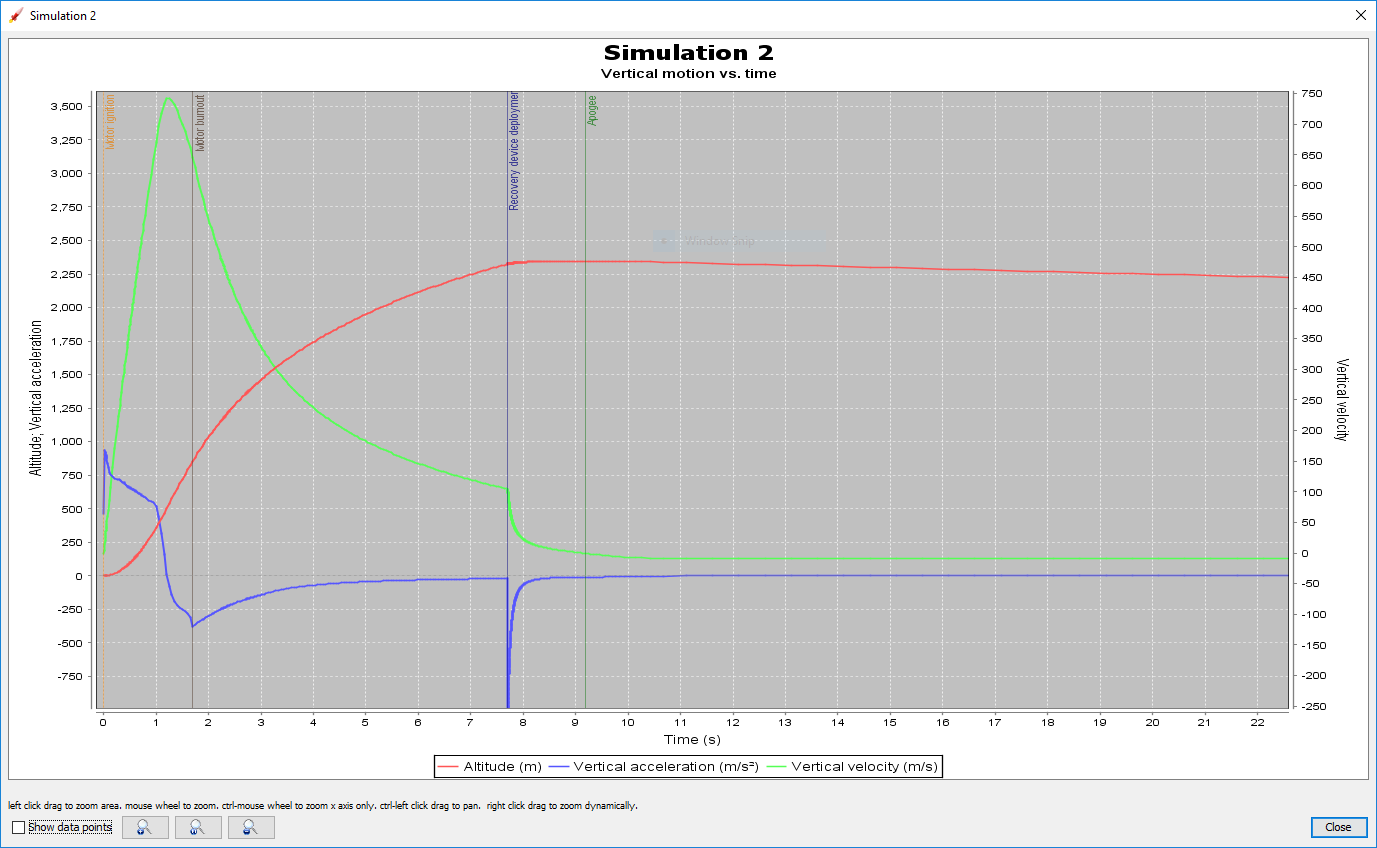 Simulation 2
Simulation 2
Vertical motion vs. time
Motor ignition
Motor burnout
Recovery device deploymen
Apogee
Window Snip
Altitude; Vertical acceleration
3,500
3,250
3,000
2,750
2,500
2,250
2,000
1,750
1,500
1,250
1,000
750
500
250
0
-250
-500
-750
750
700
650
600
550
500
450
400
350
300
250
200
150
100
50
0
-50
-100
-150
-200
-250
Vertical velocity
0 1 2 3 4 5 6 7 8 9 10 11 12 13 14 15 16 17 18 19 20 21 22
Time (s)
Altitude (m) Vertical acceleration (m/s²) Vertical velocity (m/s)
left click drag to zoom area. mouse wheel to zoom. ctrl-mouse wheel to zoom x axis only. ctrl-left click drag to pan. right click drag to zoom dynamically.
Show data points
Close